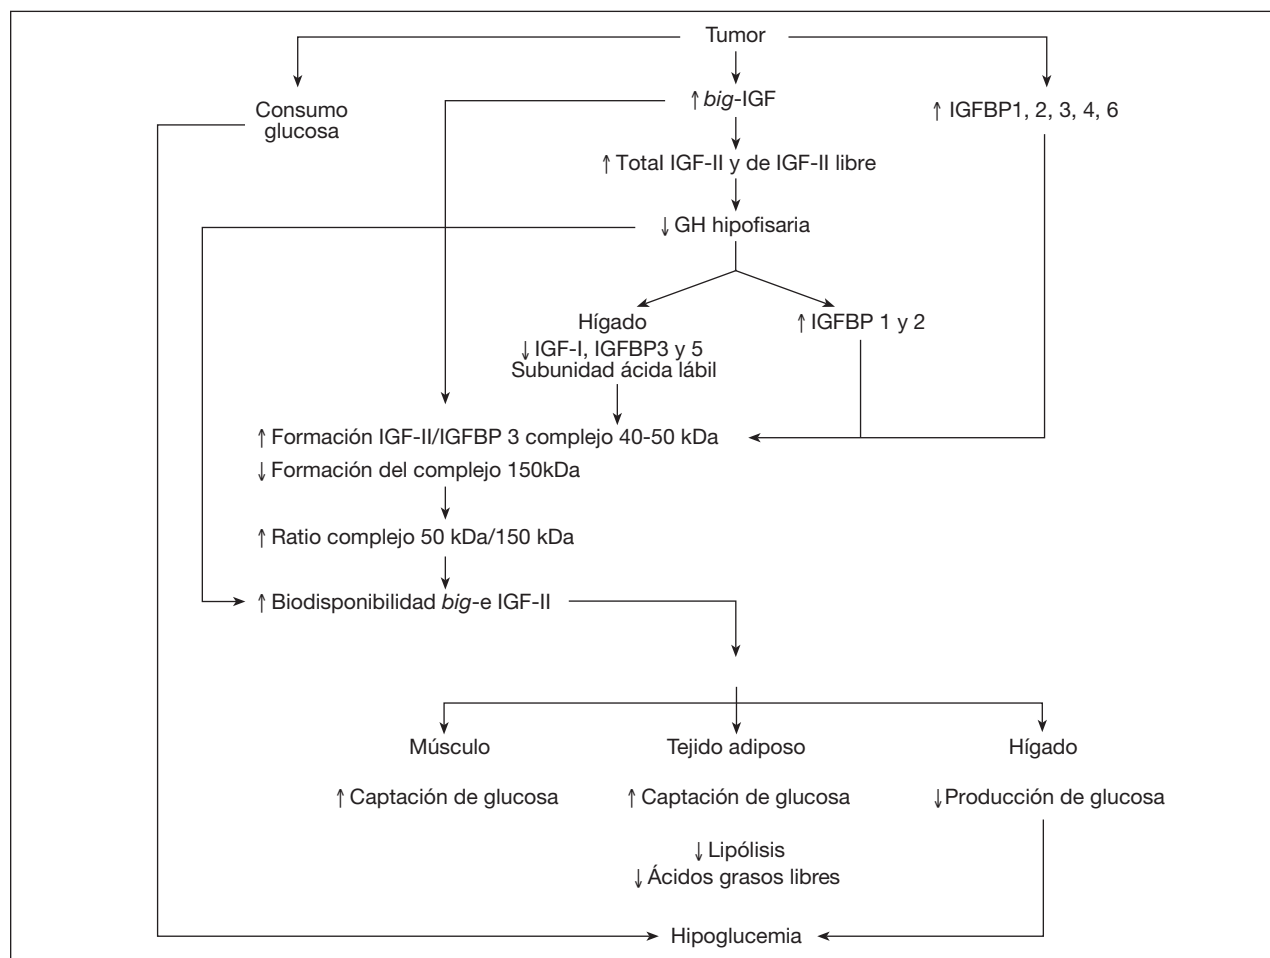 Tumor
Consumo
glucosa
↑ big-IGF
↑ IGFBP1, 2, 3, 4, 6
↑ Total IGF-II y de IGF-II libre
↓ GH hipofisaria
Hígado
↓ IGF-I, IGFBP3 y 5
Subunidad ácida lábil
↑ IGFBP 1 y 2
↑ Formación IGF-II/IGFBP 3 complejo 40-50 kDa
↓ Formación del complejo 150kDa
↑ Ratio complejo 50 kDa/150 kDa
↑ Biodisponibilidad big-e IGF-II
Músculo
Tejido adiposo
Hígado
↑ Captación de glucosa
↑ Captación de glucosa
↓ Producción de glucosa
↓ Lipólisis
↓ Ácidos grasos libres
Hipoglucemia